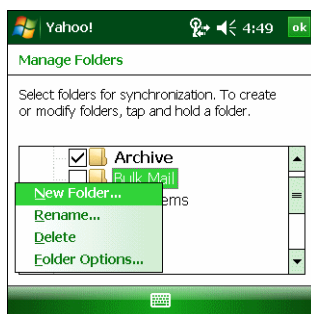 Yahoo! 4:49 ok
Manage Folders
Select folders for synchronization. To create
or modify folders, tap and hold a folder.
Archive
Bulk Mail
ems
New Folder...
Rename...
Delete
Folder Options...